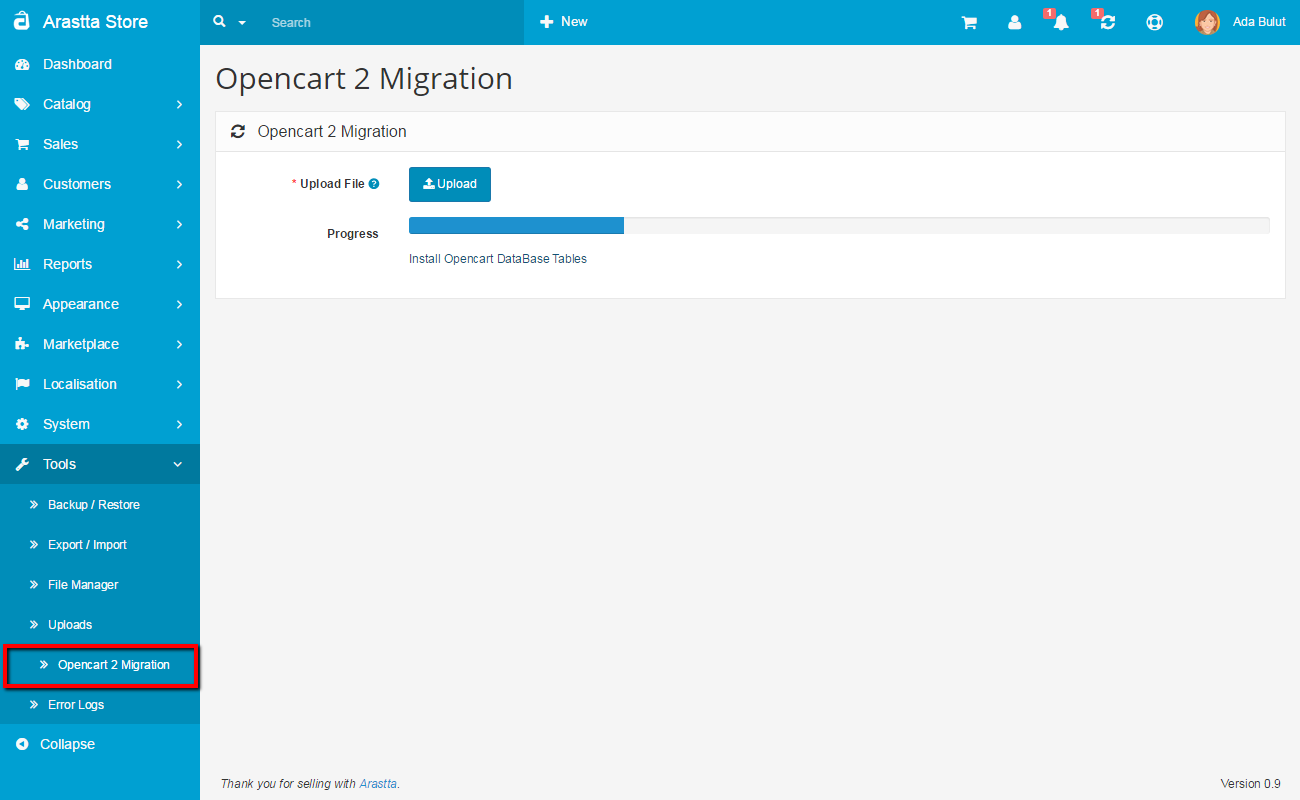 Arastta Store
Search
New
1
1
Ada Bulut
Dashboard
Catalog
Sales
Customers
Marketing
Reports
Appearance
Marketplace
Localisation
System
Tools
Backup / Restore
Export / Import
File Manager
Uploads
Opencart 2 Migration
Error Logs
Collapse
Opencart 2 Migration
Opencart 2 Migration
* Upload File ?
Upload
Progress
Install Opencart DataBase Tables
Thank you for selling with Arastta.
Version 0.9